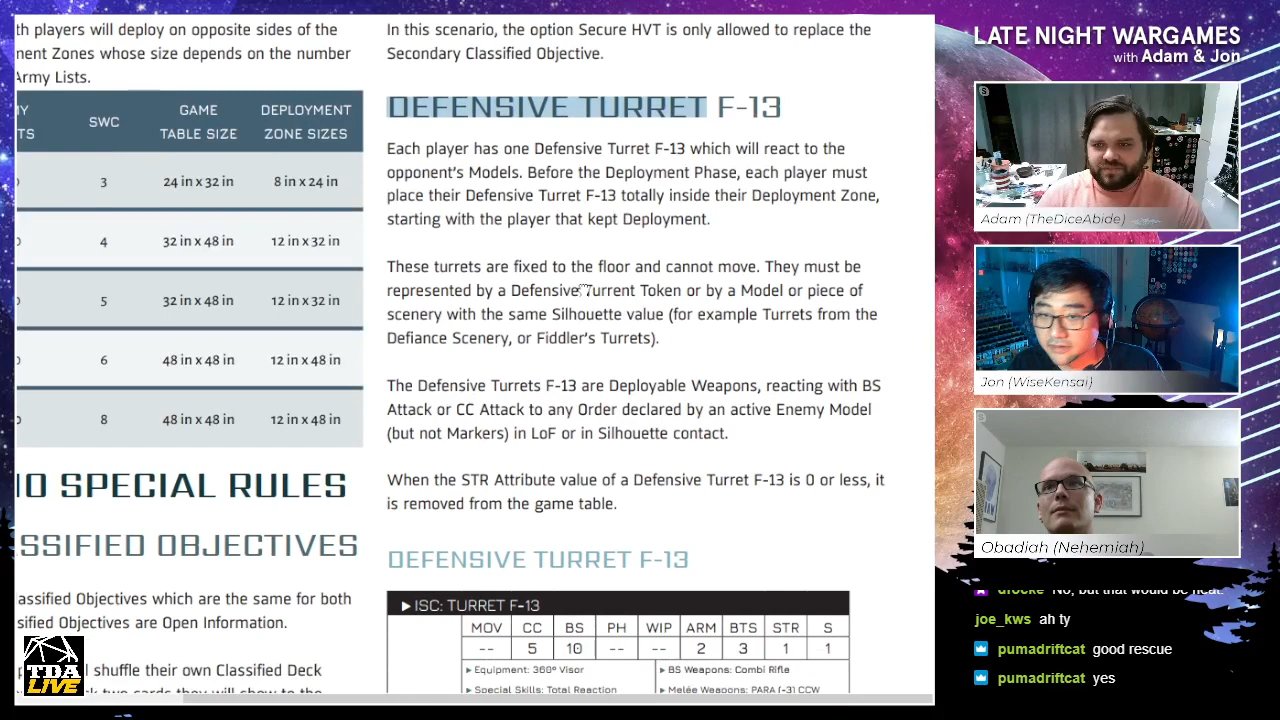 th players will deploy on opposite sides of the
ment Zones whose size depends on the number
Army Lists.
SWC
GAME
TABLE SIZE
DEPLOYMENT
ZONE SIZES
3 24 in x 32 in 8 in x 24 in
4 32 in x 48 in 12 in x 32 in
5 32 in x 48 in 12 in x 32 in
6 48 in x 48 in 12 in x 48 in
8 48 in x 48 in 12 in x 48 in
IO SPECIAL RULES
SSIFIED OBJECTIVES
assified Objectives which are the same for both
sified Objectives are Open Information.
l shuffle their own Classified Deck
TDA
LIVE
In this scenario, the option Secure HVT is only allowed to replace the
Secondary Classified Objective.
DEFENSIVE TURRET F-13
Each player has one Defensive Turret F-13 which will react to the
opponent's Models. Before the Deployment Phase, each player must
place their Defensive Turret F-13 totally inside their Deployment Zone,
starting with the player that kept Deployment.
These turrets are fixed to the floor and cannot move. They must be
represented by a Defensive Turrent Token or by a Model or piece of
scenery with the same Silhouette value (for example Turrets from the
Defiance Scenery, or Fiddler's Turrets).
The Defensive Turrets F-13 are Deployable Weapons, reacting with BS
Attack or CC Attack to any Order declared by an active Enemy Model
(but not Markers) in LoF or in Silhouette contact.
When the STR Attribute value of a Defensive Turret F-13 is 0 or less, it
is removed from the game table.
DEFENSIVE TURRET F-13
ISC: TURRET F-13
MOV CC BS PH WIP ARM BTS STR S
-- 5 10 -- -- 2 3 1 1
Equipment: 360º Visor
BS Weapons: Combi Rifle
Special Skills: Total Reaction
Melée Weapons: PARA (-3) CCW
LATE NIGHT WARGAMES
with Adam & Jon
Adam (TheDiceAbide)
Jon (WiseKensai)
Obadiah (Nehemiah)
No, but that would be neat.
joe_kws ah ty
pumadriftcat good rescue
pumadriftcat yes